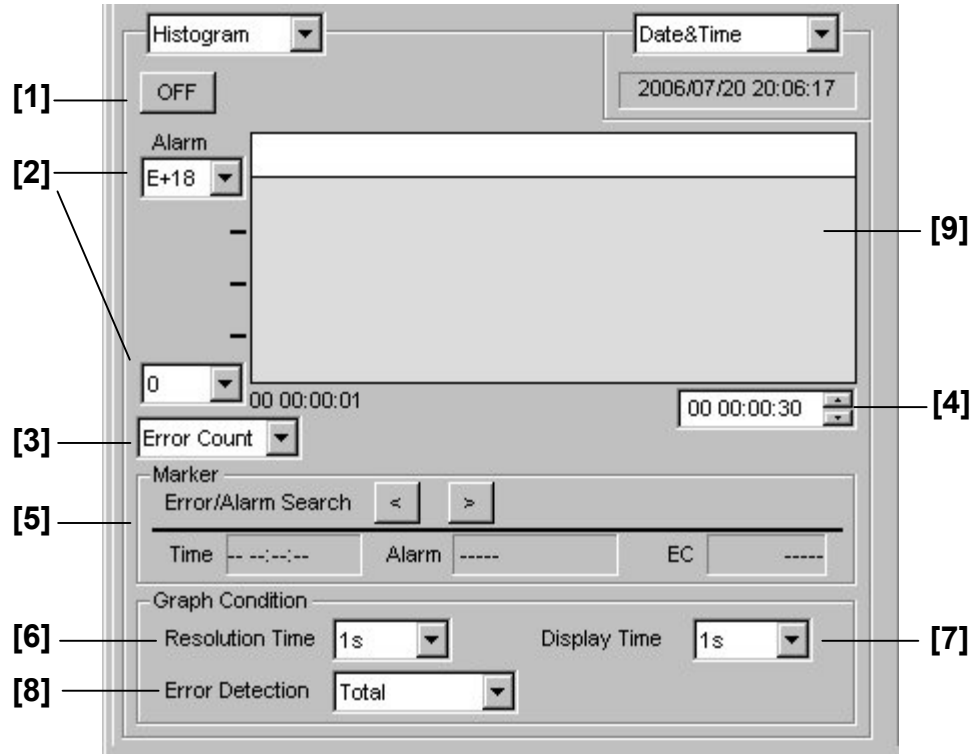 Histogram Date&Time
[1] OFF 2006/07/20 20:06:17
Alarm
[2] E+18
[9]
0
00 00:00:01 00 00:00:30 [4]
[3] Error Count
Marker
[5] Error/Alarm Search < >
Time -- --:--:-- Alarm ----- EC -----
Graph Condition
[6] Resolution Time 1s Display Time 1s [7]
[8] Error Detection Total